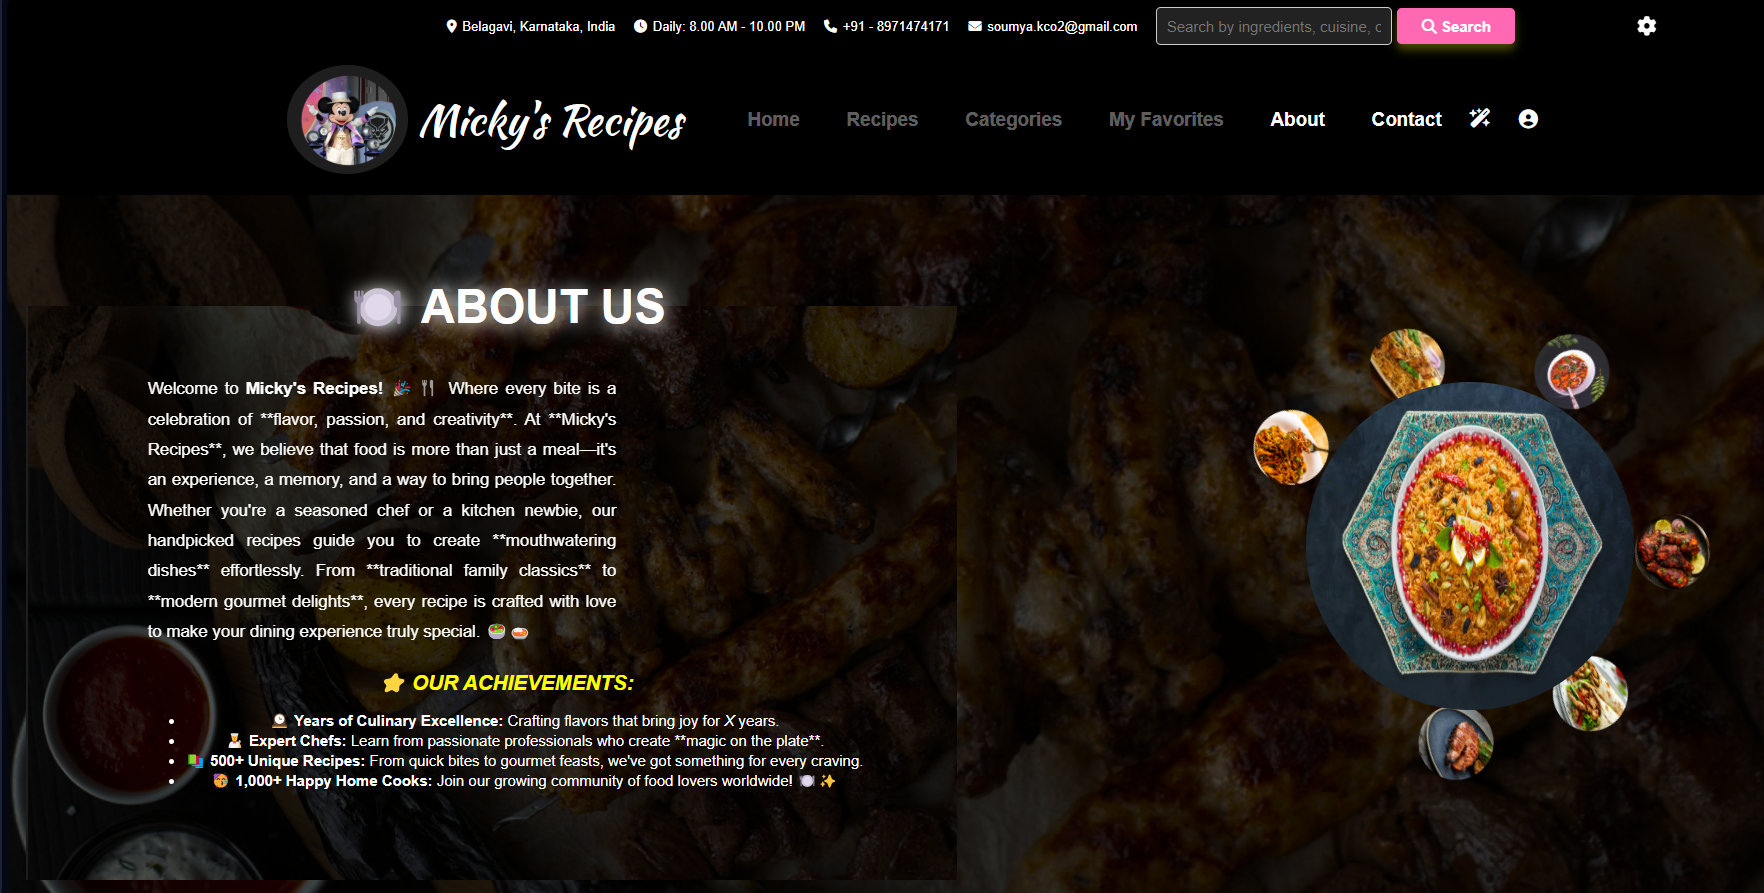 Belagavi, Karnataka, India Daily: 8.00 AM - 10.00 PM +91 - 8971474171 soumya.kco2@gmail.com Search by ingredients, cuisine, c Search
Micky's Recipes Home Recipes Categories My Favorites About Contact
🍽️ ABOUT US
Welcome to Micky's Recipes! 🎉 🍴 Where every bite is a
celebration of **flavor, passion, and creativity**. At **Micky's
Recipes**, we believe that food is more than just a meal—it's
an experience, a memory, and a way to bring people together.
Whether you're a seasoned chef or a kitchen newbie, our
handpicked recipes guide you to create **mouthwatering
dishes** effortlessly. From **traditional family classics** to
**modern gourmet delights**, every recipe is crafted with love
to make your dining experience truly special. 🥗 🍛
⭐ OUR ACHIEVEMENTS:
• 🕒 Years of Culinary Excellence: Crafting flavors that bring joy for X years.
• 👨‍🍳 Expert Chefs: Learn from passionate professionals who create **magic on the plate**.
• 📚 500+ Unique Recipes: From quick bites to gourmet feasts, we've got something for every craving.
• 🥳 1,000+ Happy Home Cooks: Join our growing community of food lovers worldwide! 🍽️ ✨